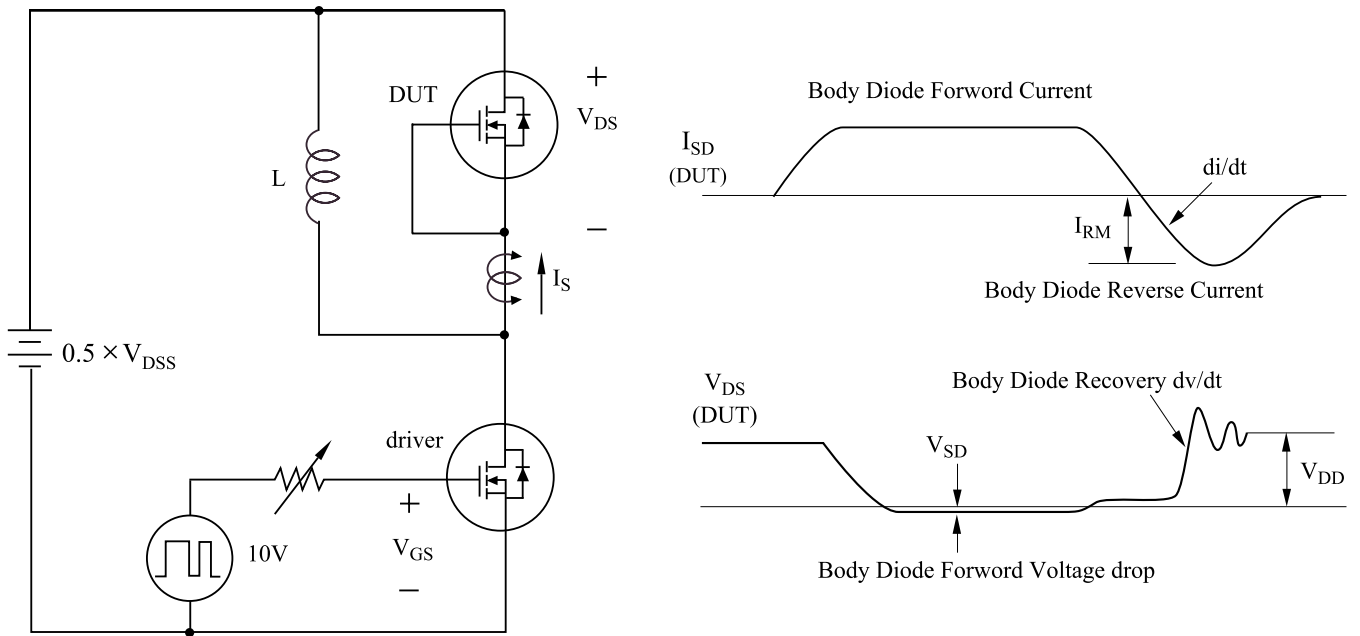 DUT
+
V_DS
−
L
I_S
0.5 × V_DSS
driver
10V
+
V_GS
−
Body Diode Forword Current
I_SD
(DUT)
di/dt
I_RM
Body Diode Reverse Current
V_DS
(DUT)
Body Diode Recovery dv/dt
V_SD
V_DD
Body Diode Forword Voltage drop